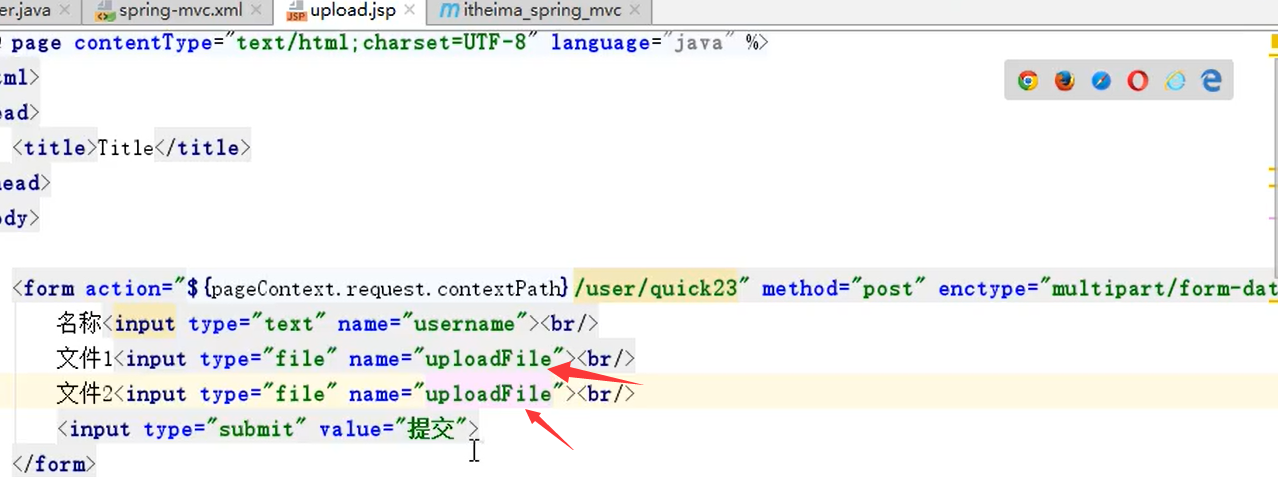 er.java spring-mvc.xml upload.jsp itheima_spring_mvc
page contentType="text/html;charset=UTF-8" language="java" %>
ml>
ad>
<title>Title</title>
ead>
dy>
<form action="${pageContext.request.contextPath}/user/quick23" method="post" enctype="multipart/form-dat
名称<input type="text" name="username"><br/>
文件1<input type="file" name="uploadFile"><br/>
文件2<input type="file" name="uploadFile"><br/>
<input type="submit" value="提交">
</form>